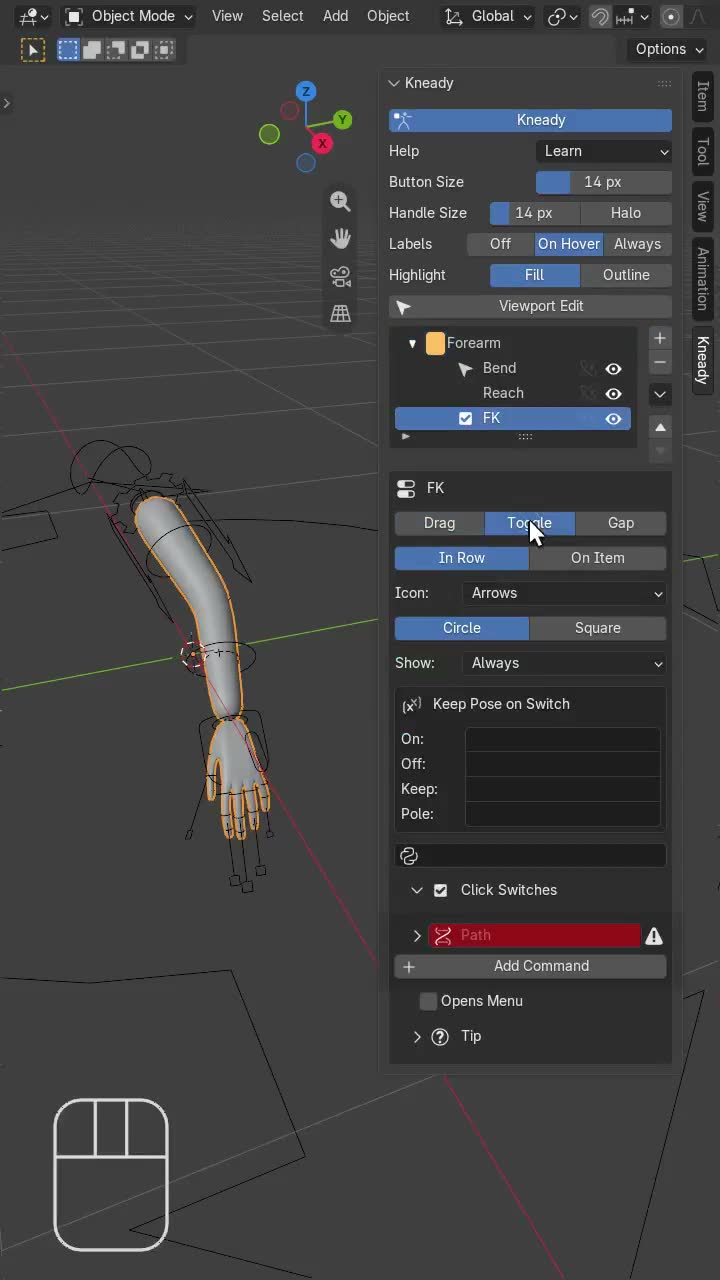 Object Mode View Select Add Object Global
Options
Kneady
Item
Tool
View
Animation
Kneady
Z
Y
X
Kneady
Help Learn
Button Size 14 px
Handle Size 14 px Halo
Labels Off On Hover Always
Highlight Fill Outline
Viewport Edit
Forearm
Bend
Reach
FK
FK
Drag Toggle Gap
In Row On Item
Icon: Arrows
Circle Square
Show: Always
(x) Keep Pose on Switch
On:
Off:
Keep:
Pole:
Click Switches
Path
Add Command
Opens Menu
Tip